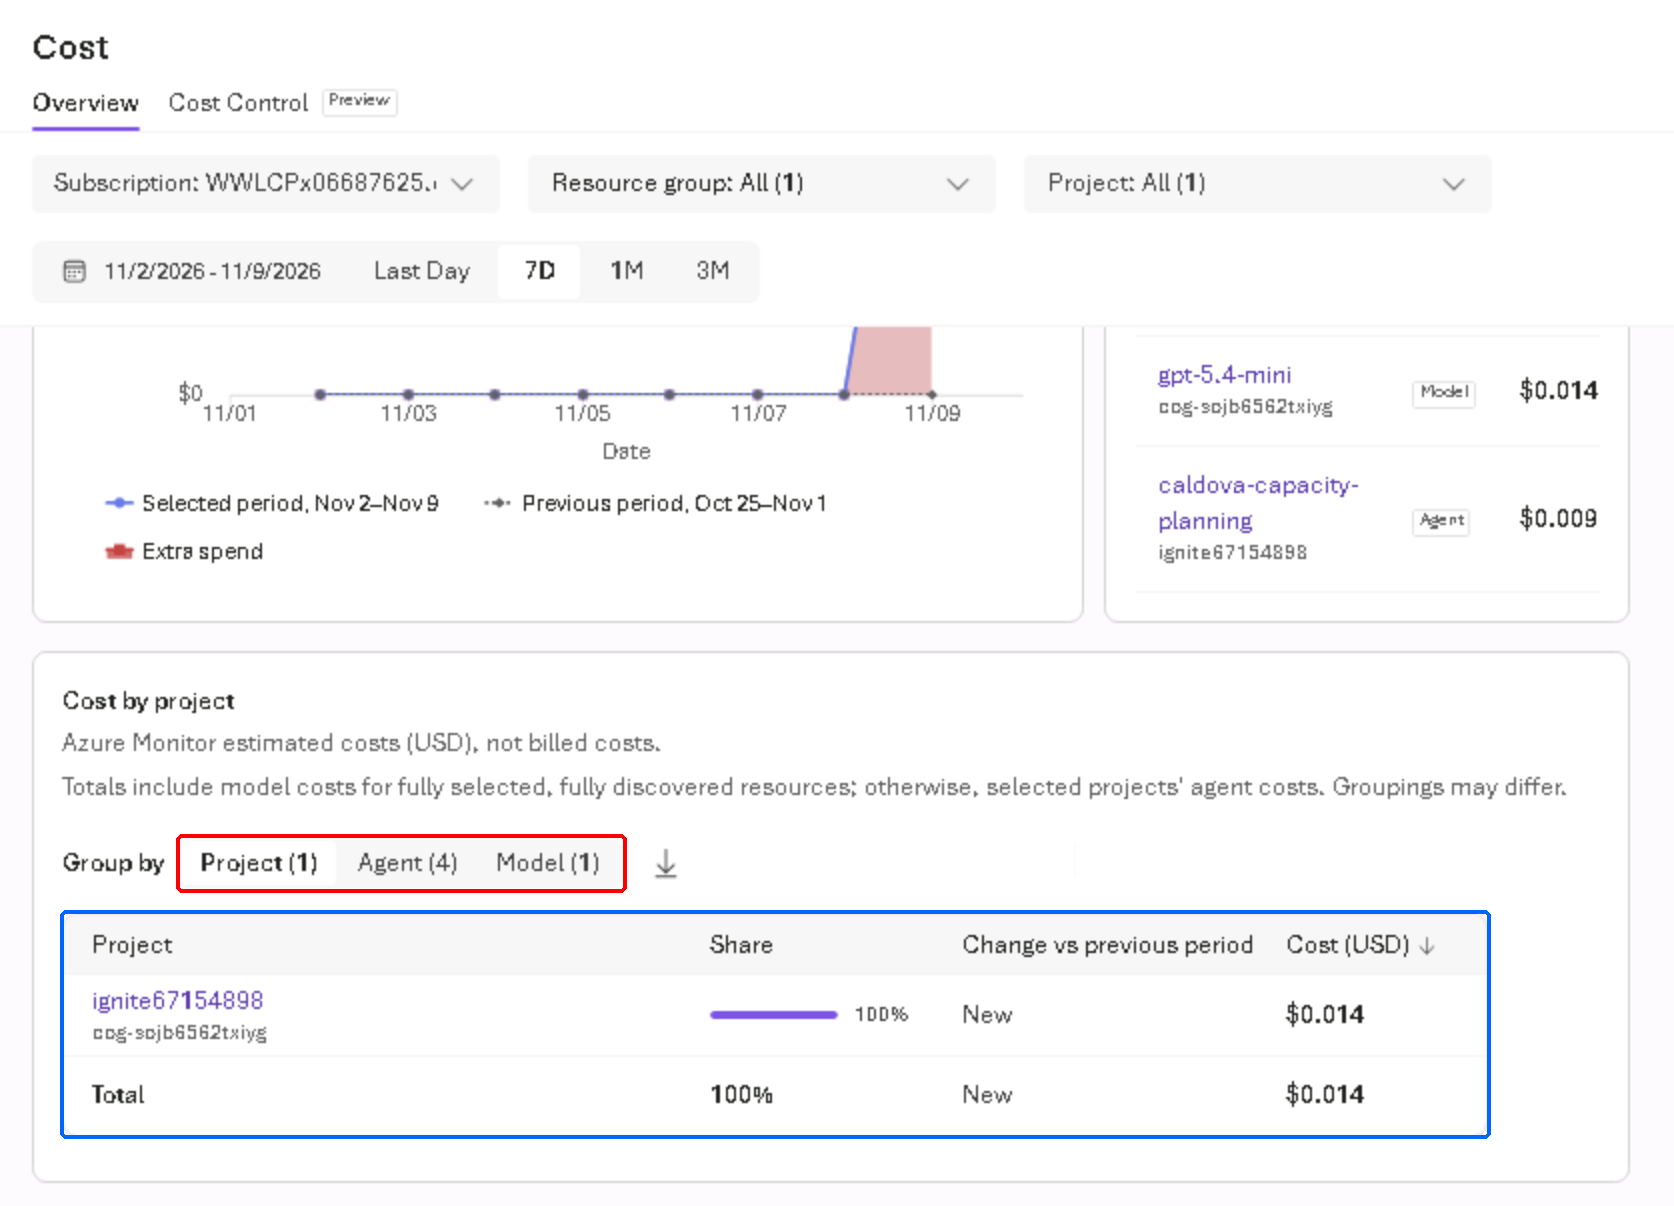 Cost
Overview Cost Control Preview
Subscription: WWLCPx06687625. Resource group: All (1) Project: All (1)
11/2/2026 - 11/9/2026 Last Day 7D 1M 3M
$0
11/01 11/03 11/05 11/07 11/09
Date
Selected period, Nov 2–Nov 9 Previous period, Oct 25–Nov 1
Extra spend
gpt-5.4-mini Model $0.014
cog-sojb6562txiyg
caldova-capacity-
planning Agent $0.009
ignite67154898
Cost by project
Azure Monitor estimated costs (USD), not billed costs.
Totals include model costs for fully selected, fully discovered resources; otherwise, selected projects' agent costs. Groupings may differ.
Group by Project (1) Agent (4) Model (1)
Project Share Change vs previous period Cost (USD) ↓
ignite67154898 100% New $0.014
cog-sojb6562txiyg
Total 100% New $0.014